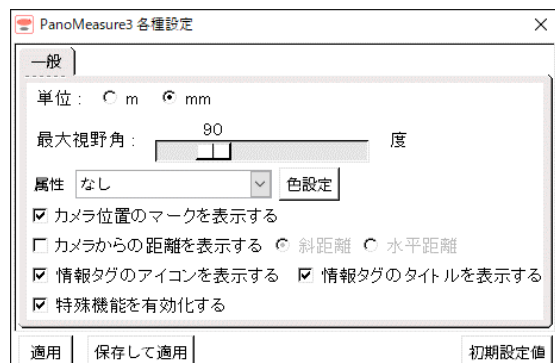 PanoMeasure3 各種設定
一般
単位： m mm
90
最大視野角： 度
属性 なし 色設定
カメラ位置のマークを表示する
カメラからの距離を表示する 斜距離 水平距離
情報タグのアイコンを表示する 情報タグのタイトルを表示する
特殊機能を有効化する
適用 保存して適用 初期設定値